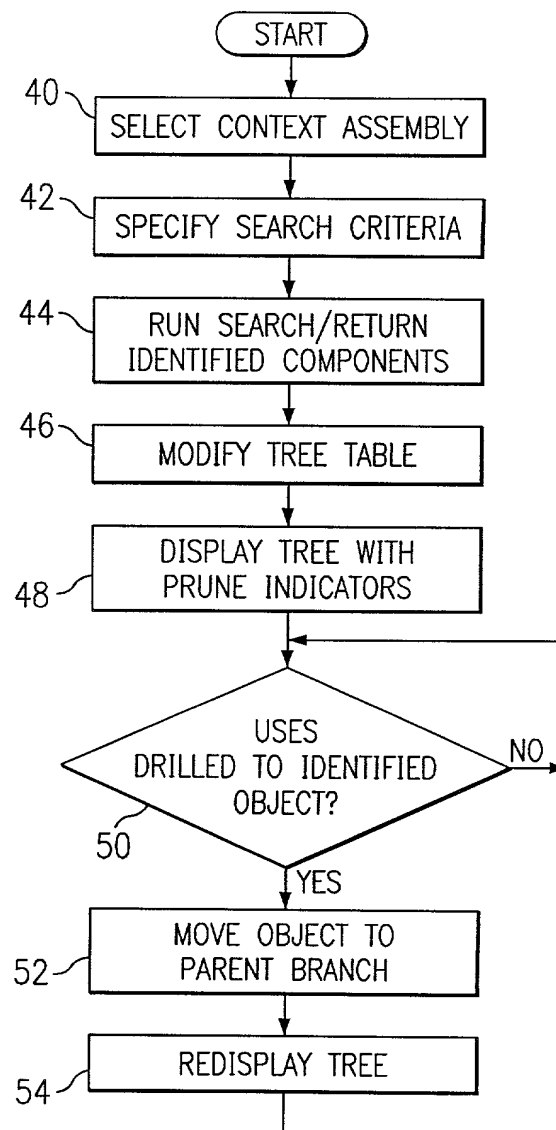 START
40
SELECT CONTEXT ASSEMBLY
42
SPECIFY SEARCH CRITERIA
44
RUN SEARCH/RETURN
IDENTIFIED COMPONENTS
46
MODIFY TREE TABLE
48
DISPLAY TREE WITH
PRUNE INDICATORS
USES
DRILLED TO IDENTIFIED
OBJECT?
NO
50
YES
52
MOVE OBJECT TO
PARENT BRANCH
54
REDISPLAY TREE